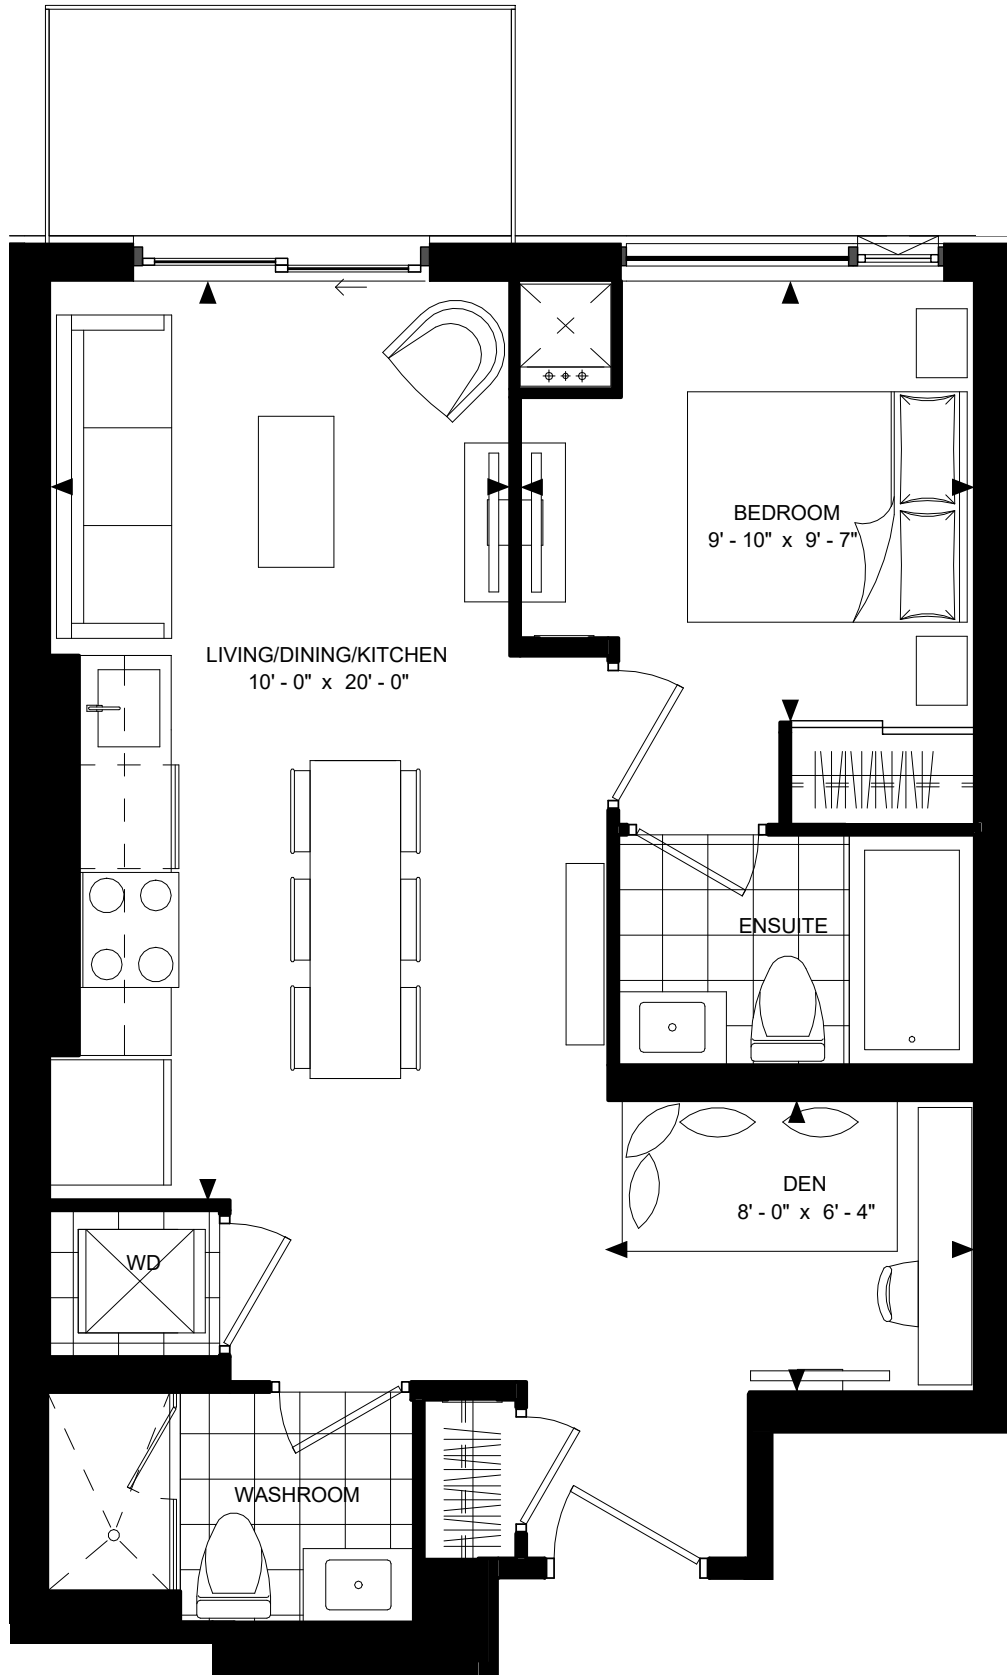 BEDROOM
9' - 10" x 9' - 7"
LIVING/DINING/KITCHEN
10' - 0" x 20' - 0"
ENSUITE
DEN
8' - 0" x 6' - 4"
WD
WASHROOM